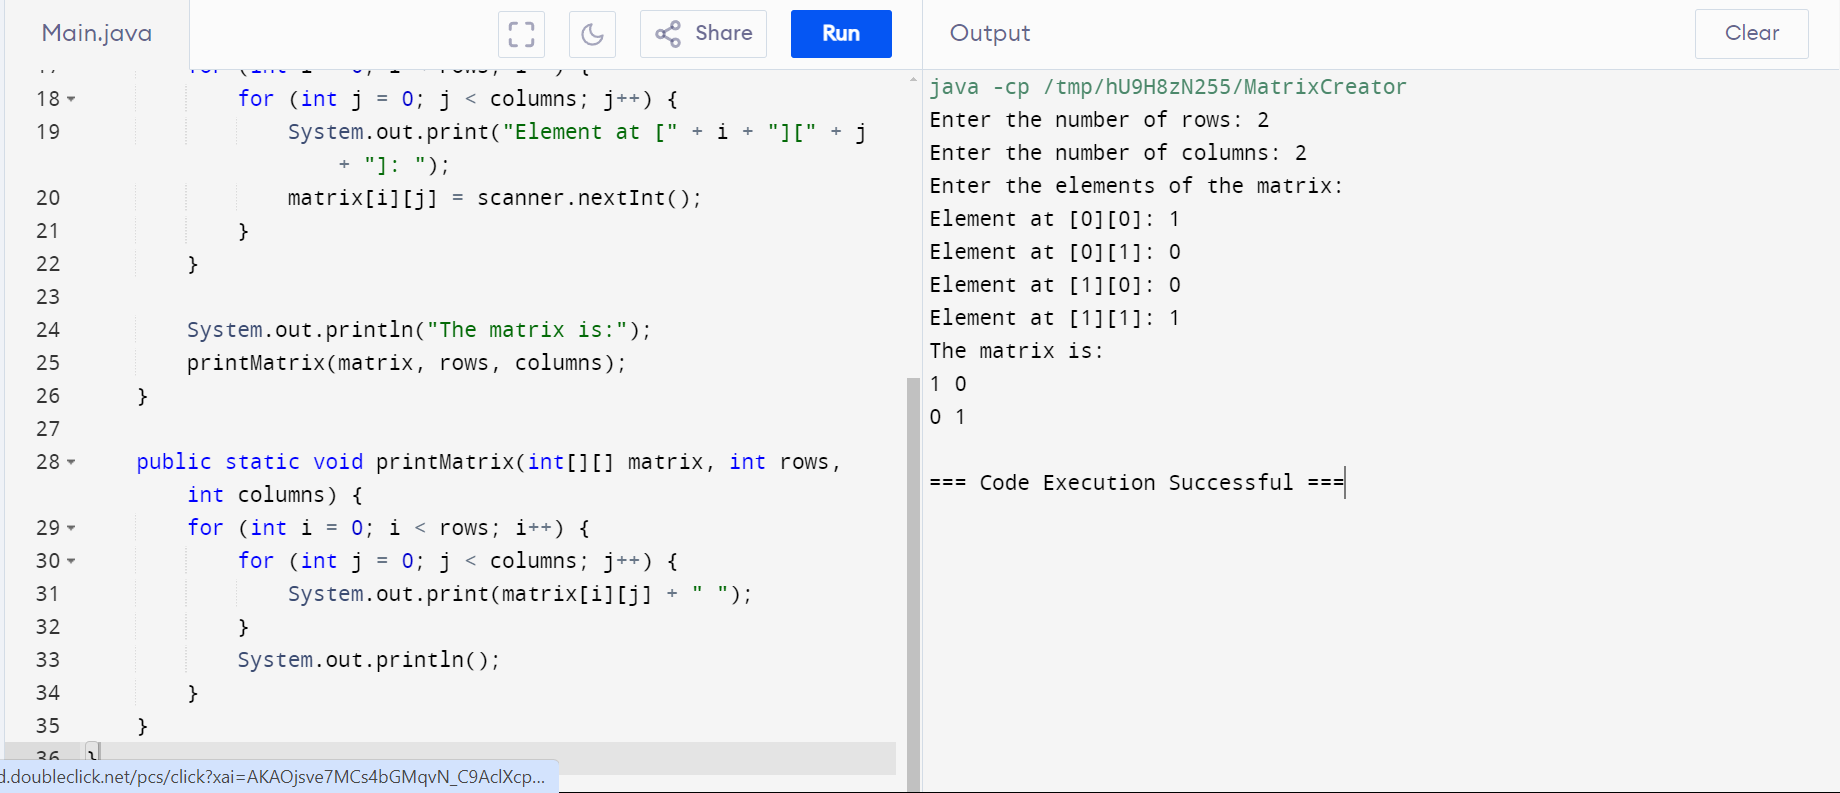 Main.java
Share
Run
Output
Clear
18
for (int j = 0; j < columns; j++) {
19
System.out.print("Element at [" + i + "][" + j
+ "]: ");
20
matrix[i][j] = scanner.nextInt();
21
}
22
}
23
24
System.out.println("The matrix is:");
25
printMatrix(matrix, rows, columns);
26
}
27
28
public static void printMatrix(int[][] matrix, int rows,
int columns) {
29
for (int i = 0; i < rows; i++) {
30
for (int j = 0; j < columns; j++) {
31
System.out.print(matrix[i][j] + " ");
32
}
33
System.out.println();
34
}
35
}
36
}
d.doubleclick.net/pcs/click?xai=AKAOjsve7MCs4bGMqvN_C9AclXcp...
java -cp /tmp/hU9H8zN255/MatrixCreator
Enter the number of rows: 2
Enter the number of columns: 2
Enter the elements of the matrix:
Element at [0][0]: 1
Element at [0][1]: 0
Element at [1][0]: 0
Element at [1][1]: 1
The matrix is:
1 0
0 1
=== Code Execution Successful ===